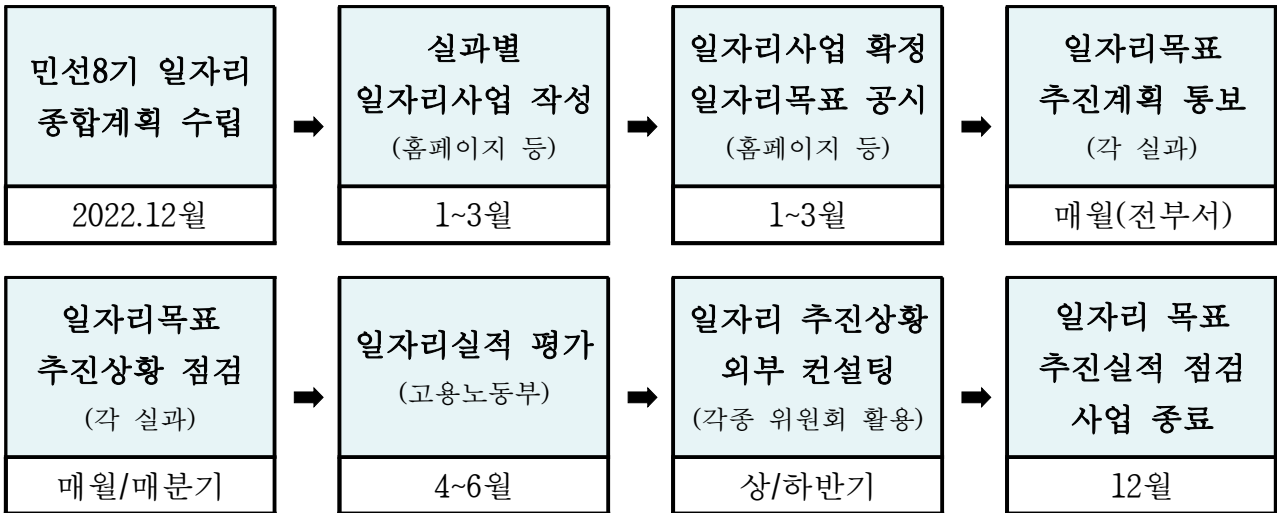 민선8기 일자리
종합계획 수립
2022.12월
➡
실과별
일자리사업 작성
(홈페이지 등)
1~3월
➡
일자리사업 확정
일자리목표 공시
(홈페이지 등)
1~3월
➡
일자리목표
추진계획 통보
(각 실과)
매월(전부서)
일자리목표
추진상황 점검
(각 실과)
매월/매분기
➡
일자리실적 평가
(고용노동부)
4~6월
➡
일자리 추진상황
외부 컨설팅
(각종 위원회 활용)
상/하반기
➡
일자리 목표
추진실적 점검
사업 종료
12월